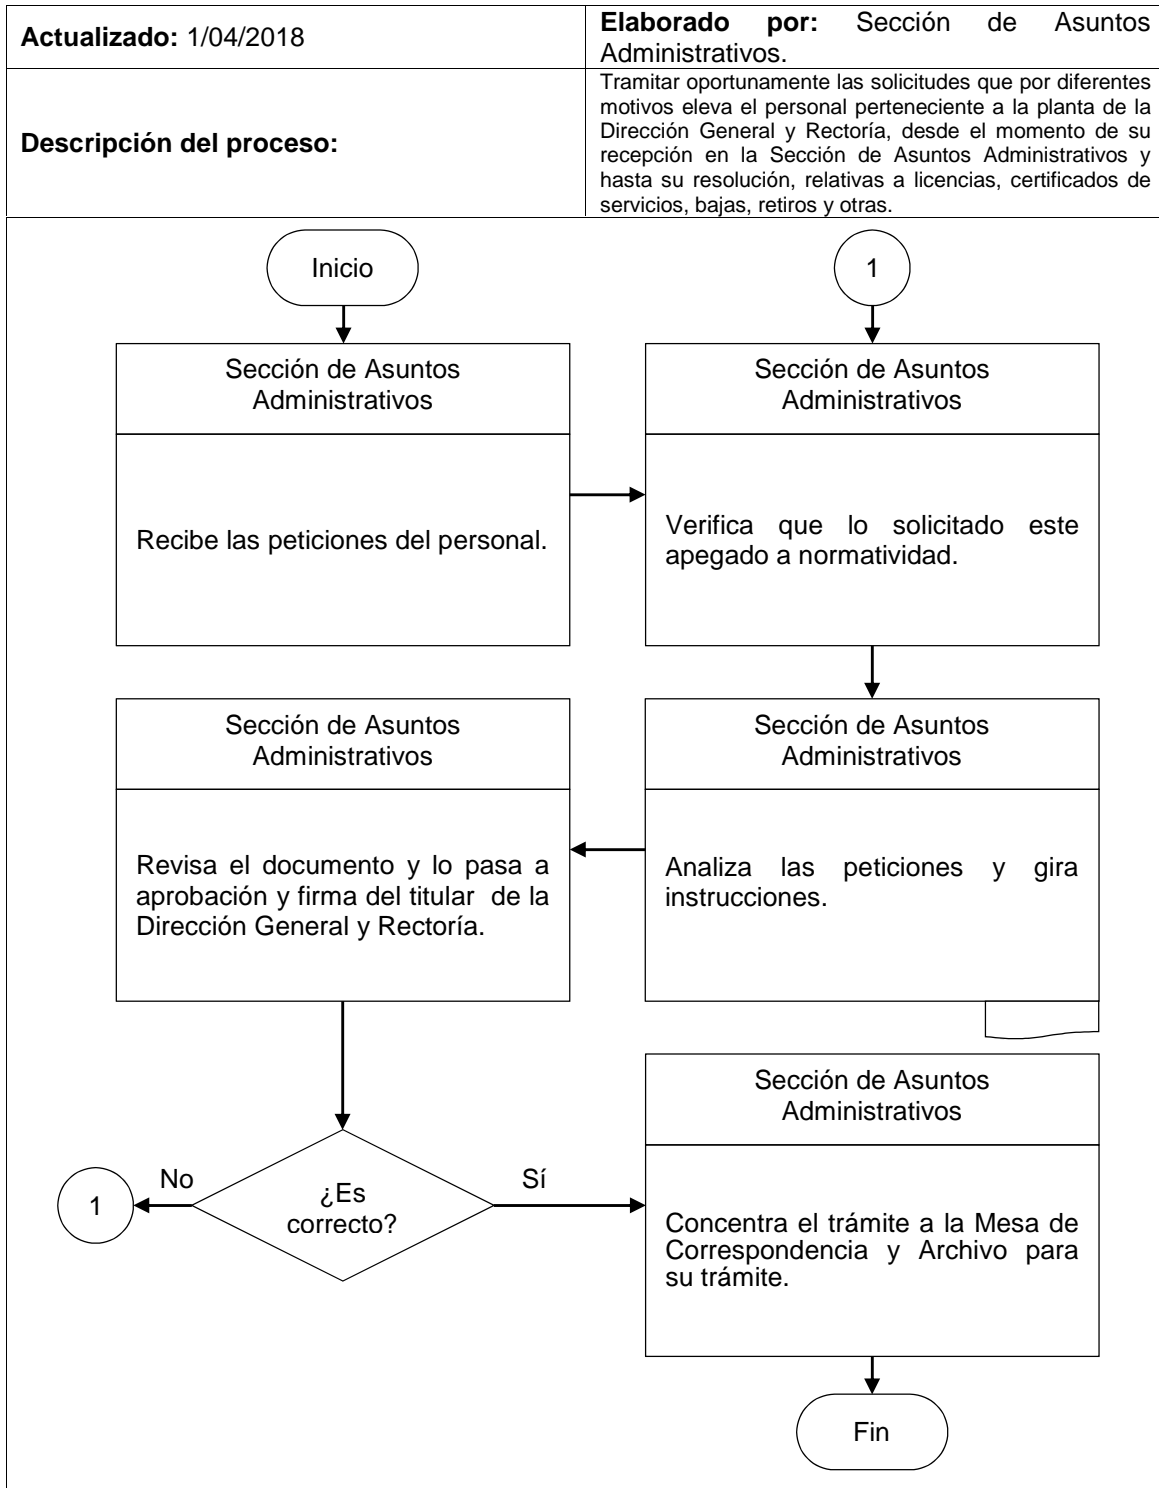 Actualizado: 1/04/2018
Elaborado por: Sección de Asuntos
Administrativos.
Descripción del proceso:
Tramitar oportunamente las solicitudes que por diferentes
motivos eleva el personal perteneciente a la planta de la
Dirección General y Rectoría, desde el momento de su
recepción en la Sección de Asuntos Administrativos y
hasta su resolución, relativas a licencias, certificados de
servicios, bajas, retiros y otras.
Inicio
1
Sección de Asuntos
Administrativos
Recibe las peticiones del personal.
Sección de Asuntos
Administrativos
Verifica que lo solicitado este
apegado a normatividad.
Sección de Asuntos
Administrativos
Analiza las peticiones y gira
instrucciones.
Sección de Asuntos
Administrativos
Revisa el documento y lo pasa a
aprobación y firma del titular de la
Dirección General y Rectoría.
¿Es
correcto?
No
1
Sí
Sección de Asuntos
Administrativos
Concentra el trámite a la Mesa de
Correspondencia y Archivo para
su trámite.
Fin